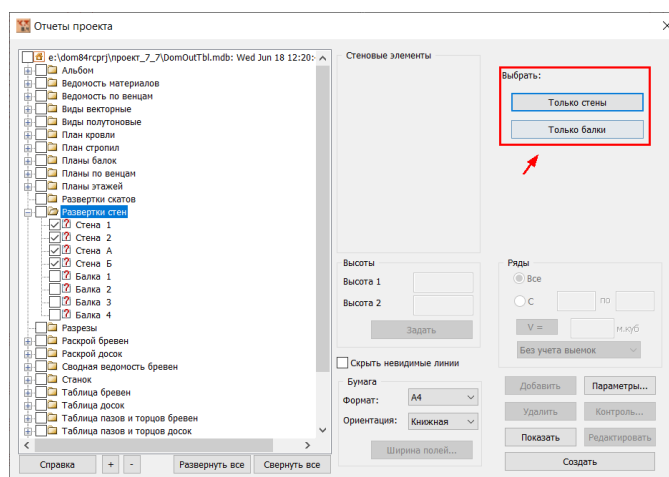 Отчеты проекта
e:\dom84rcprj\проект_7_7\DomOutTbl.mdb: Wed Jun 18 12:20:
Альбом
Ведомость материалов
Ведомость по венцам
Виды векторные
Виды полутоновые
План кровли
План стропил
Планы балок
Планы по венцам
Планы этажей
Развертки скатов
Развертки стен
Стена 1
Стена 2
Стена А
Стена Б
Балка 1
Балка 2
Балка 3
Балка 4
Разрезы
Раскрой бревен
Раскрой досок
Сводная ведомость бревен
Станок
Таблица бревен
Таблица досок
Таблица пазов и торцов бревен
Таблица пазов и торцов досок
Справка + - Развернуть все Свернуть все
Стеновые элементы
Выбрать:
Только стены
Только балки
Высоты
Высота 1
Высота 2
Задать
Ряды
Все
С по
V = м.куб
Без учета выемок
Скрыть невидимые линии
Бумага
Формат: A4
Ориентация: Книжная
Ширина полей...
Добавить Параметры...
Удалить Контроль...
Показать Редактировать
Создать